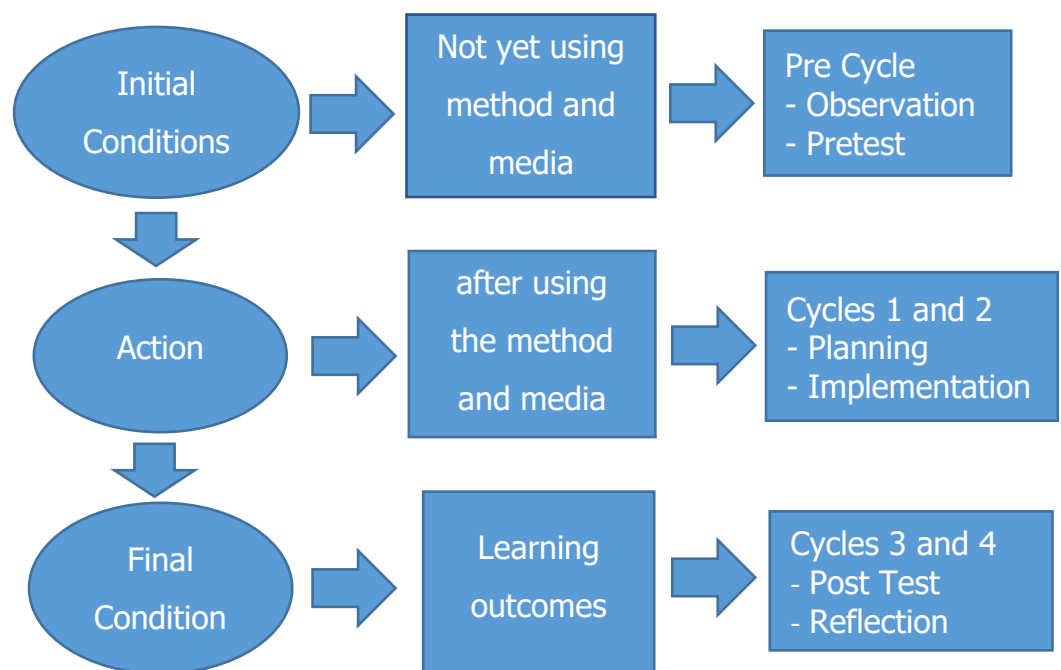 Initial
Conditions
Not yet using
method and
media
Pre Cycle
- Observation
- Pretest
Action
after using
the method
and media
Cycles 1 and 2
- Planning
- Implementation
Final
Condition
Learning
outcomes
Cycles 3 and 4
- Post Test
- Reflection